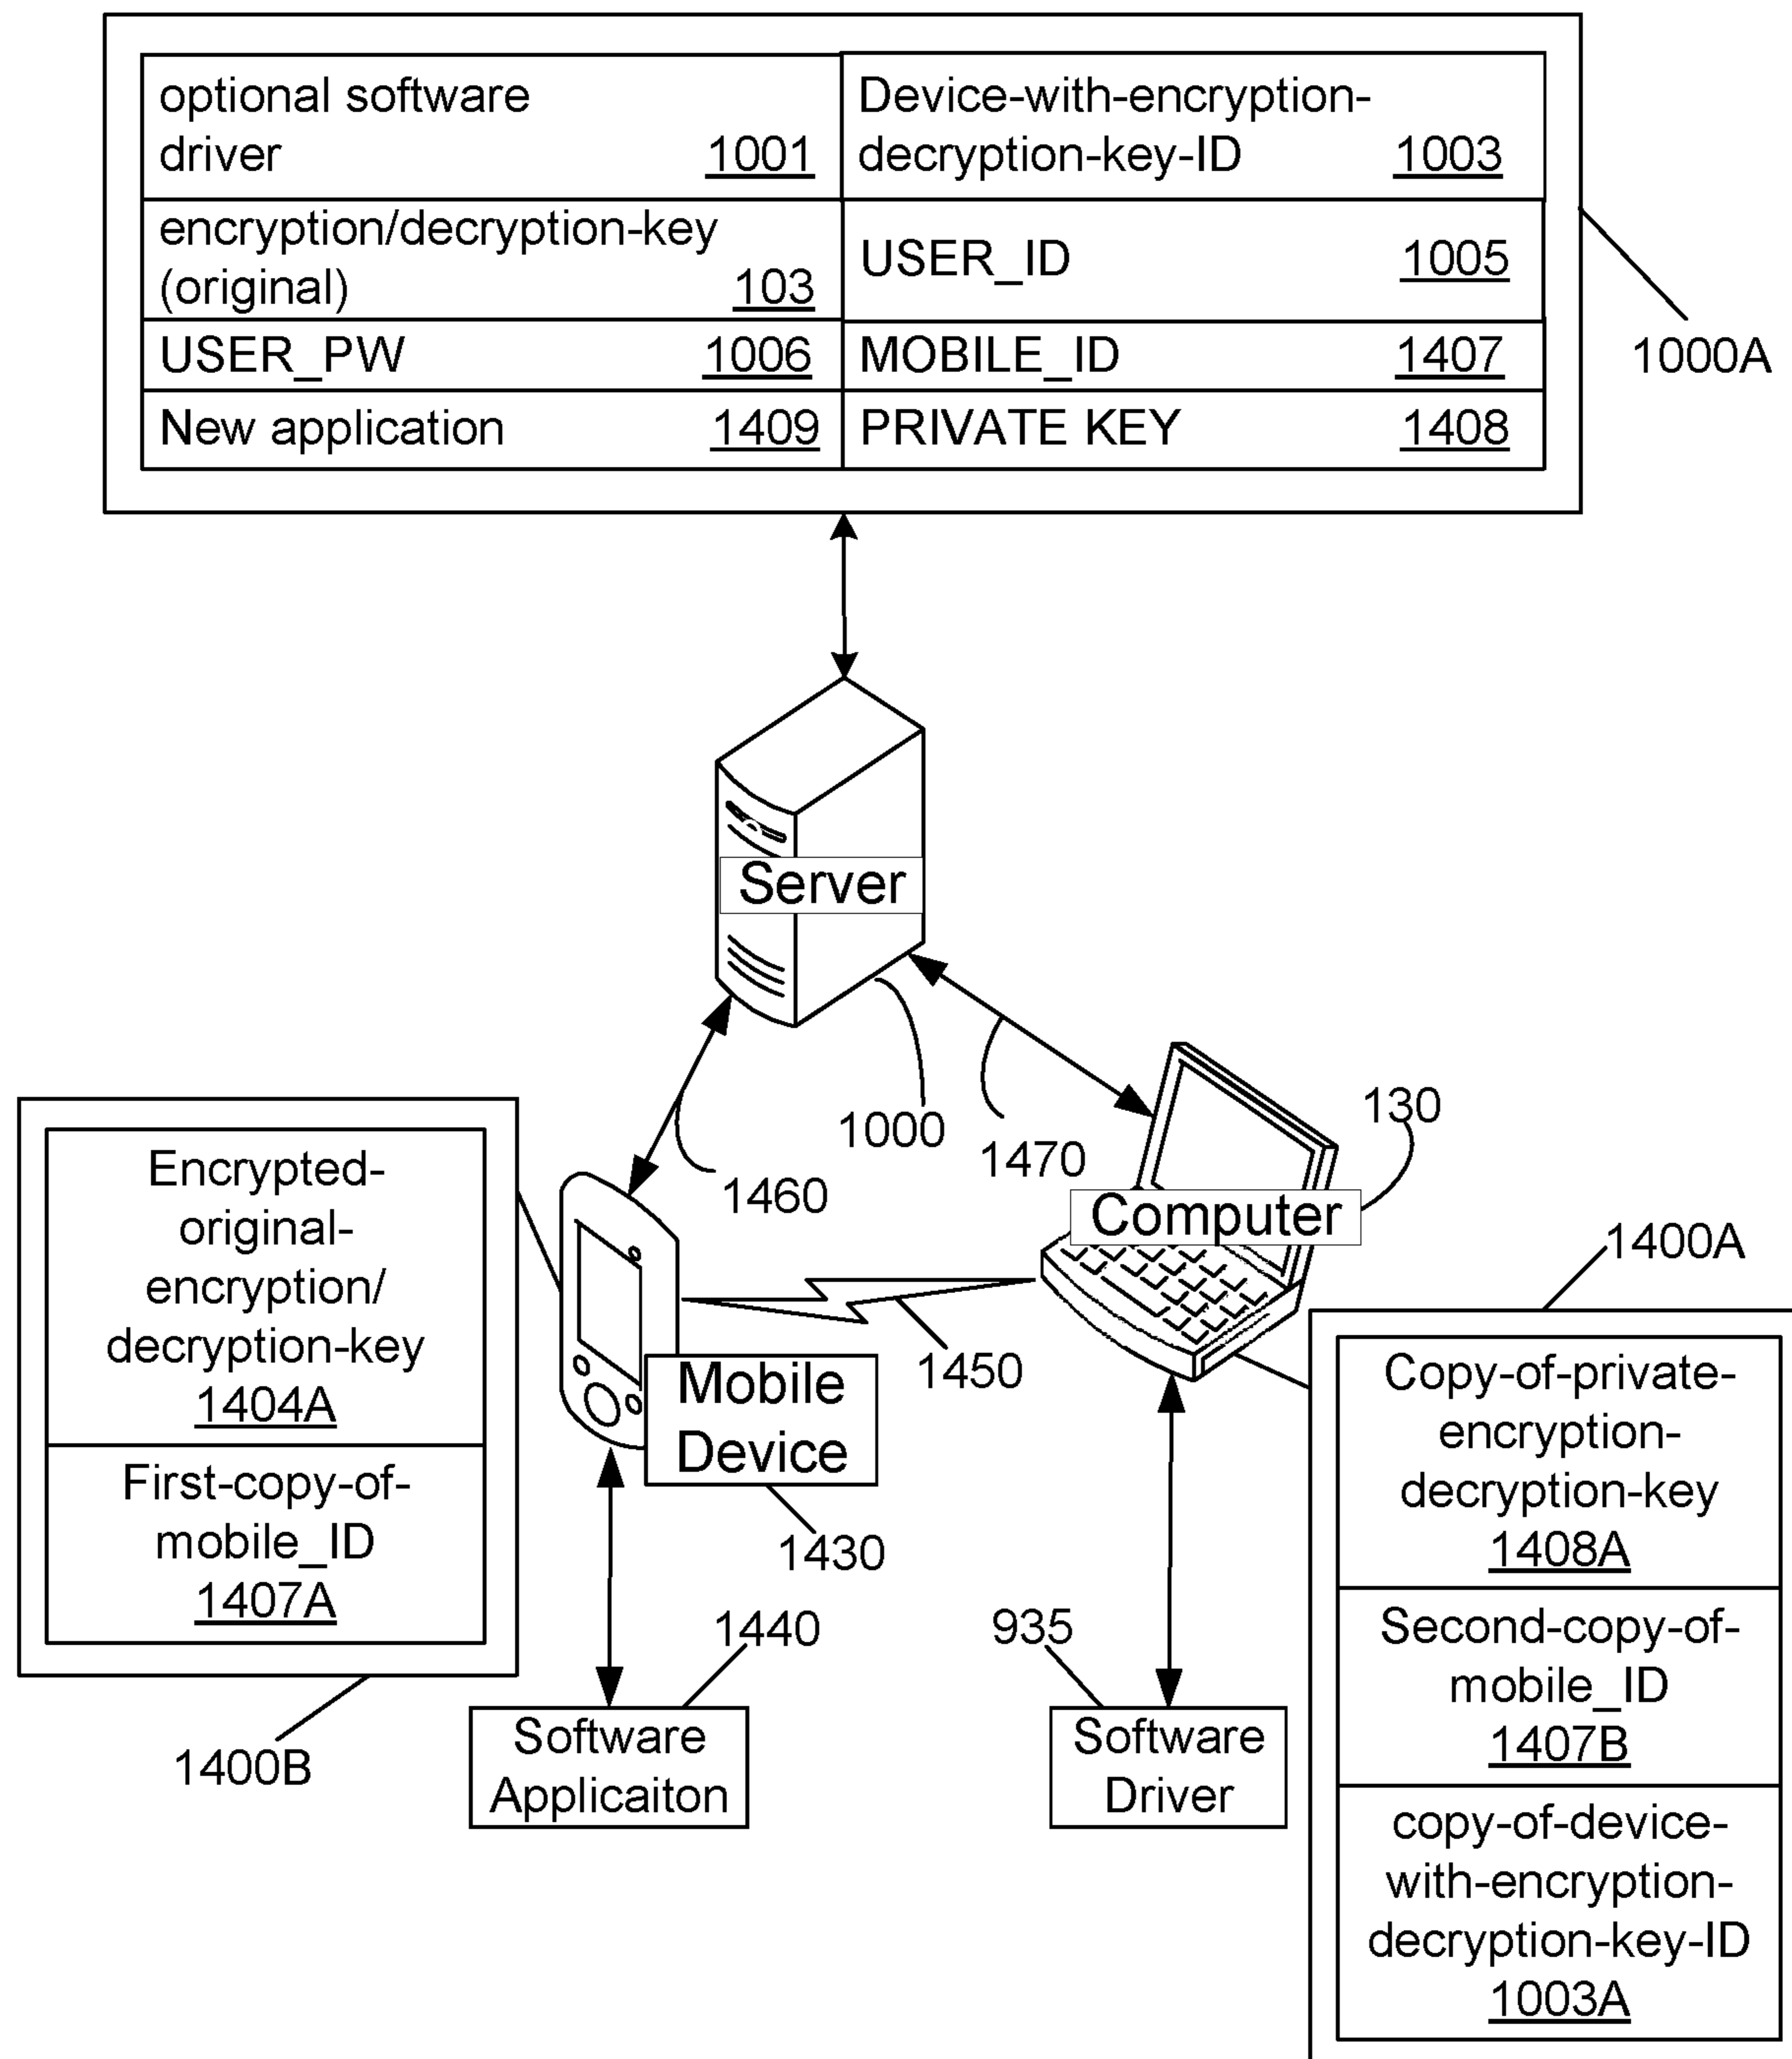 optional software
driver 1001
Device-with-encryption-
decryption-key-ID 1003
encryption/decryption-key
(original) 103
USER_ID 1005
USER_PW 1006
MOBILE_ID 1407
New application 1409
PRIVATE KEY 1408
1000A
Server
1000
1460
1470
130
Computer
1400A
Encrypted-
original-
encryption/
decryption-key
1404A
First-copy-of-
mobile_ID
1407A
1400B
1450
Mobile
Device
1430
1440
Software
Applicaiton
935
Software
Driver
Copy-of-private-
encryption-
decryption-key
1408A
Second-copy-of-
mobile_ID
1407B
copy-of-device-
with-encryption-
decryption-key-ID
1003A